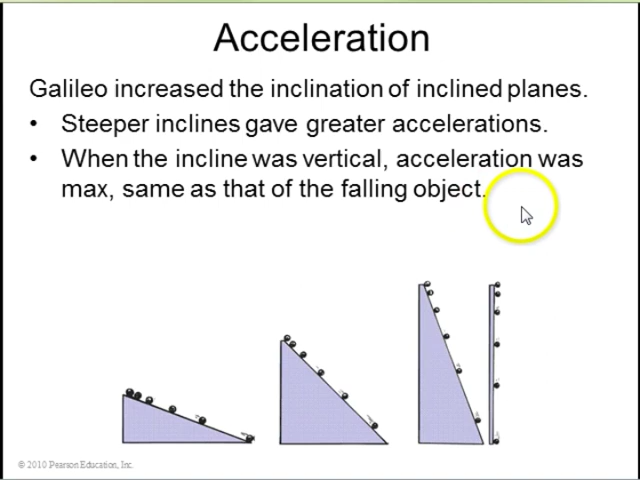 Acceleration
Galileo increased the inclination of inclined planes.
• Steeper inclines gave greater accelerations.
• When the incline was vertical, acceleration was
max, same as that of the falling object.
© 2010 Pearson Education, Inc.